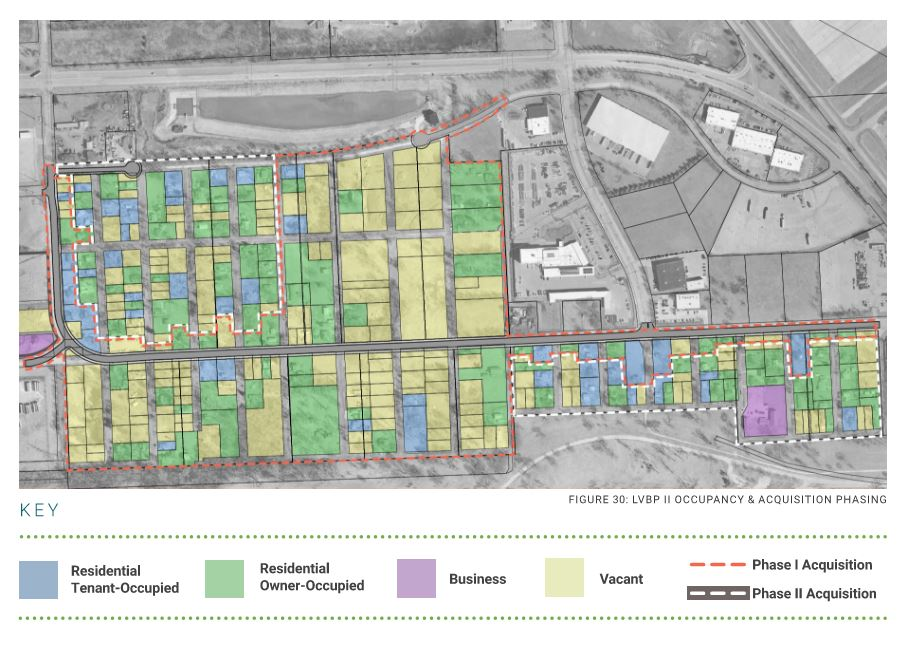 FIGURE 30: LVBP II OCCUPANCY & ACQUISITION PHASING
KEY
Residential
Tenant-Occupied
Residential
Owner-Occupied
Business
Vacant
Phase I Acquisition
Phase II Acquisition